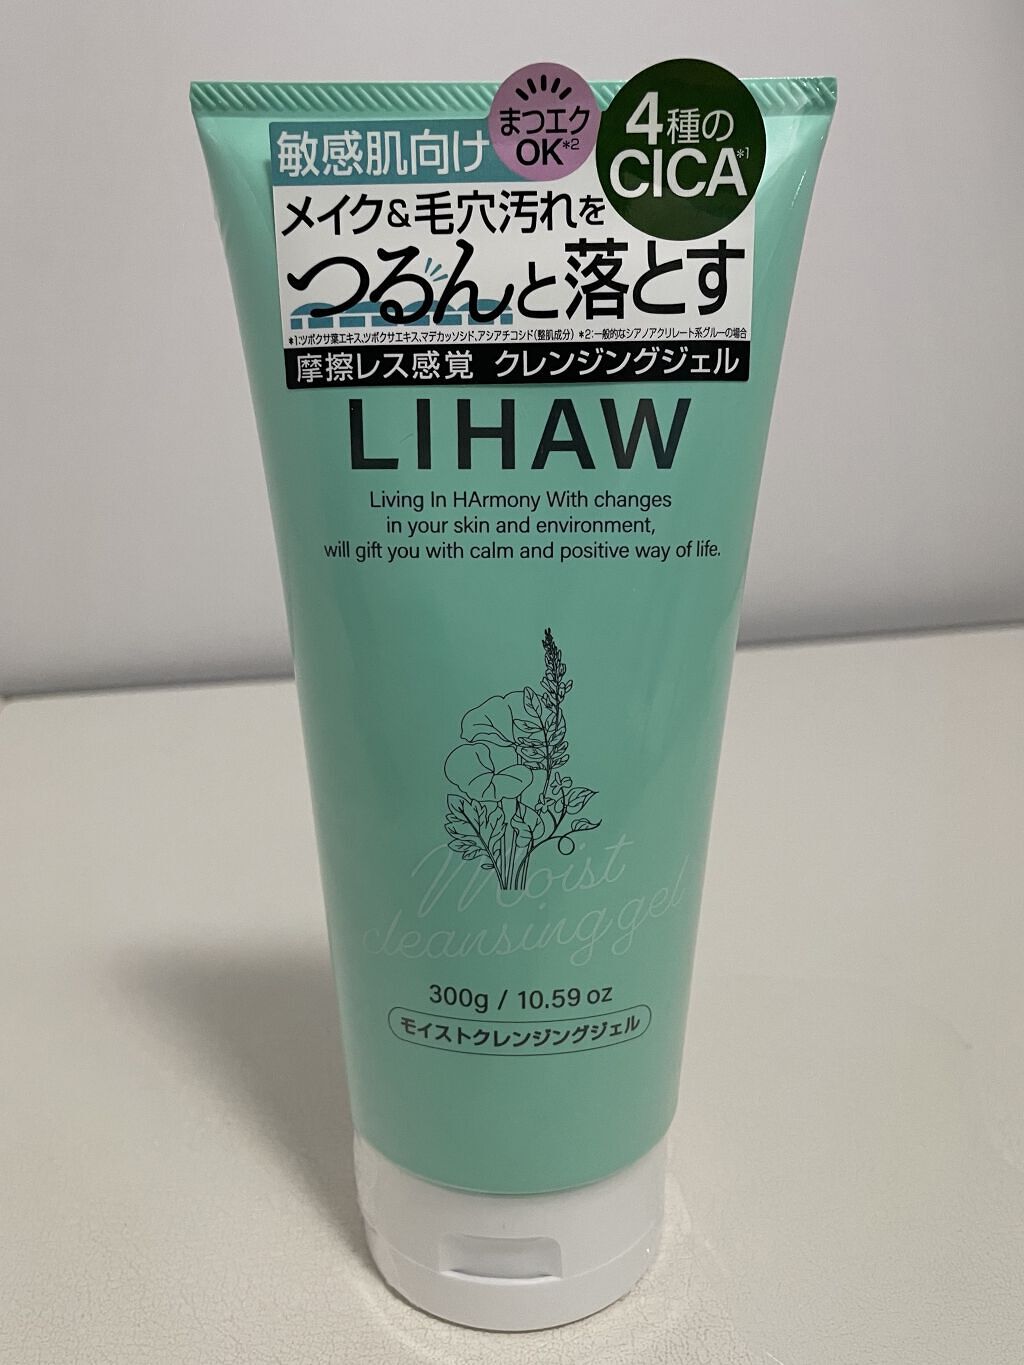 敏感肌向け
まつエク
OK*2
4種の
CICA*1
メイク&毛穴汚れを
つるんと落とす
*1:ツボクサ葉エキス、ツボクサエキス、マデカッソシド、アシアチコシド(整肌成分) *2:一般的なシアノアクリレート系グルーの場合
摩擦レス感覚 クレンジングジェル
LIHAW
Living In HArmony With changes
in your skin and environment,
will gift you with calm and positive way of life.
Moist
cleansing gel
300g / 10.59 oz
モイストクレンジングジェル